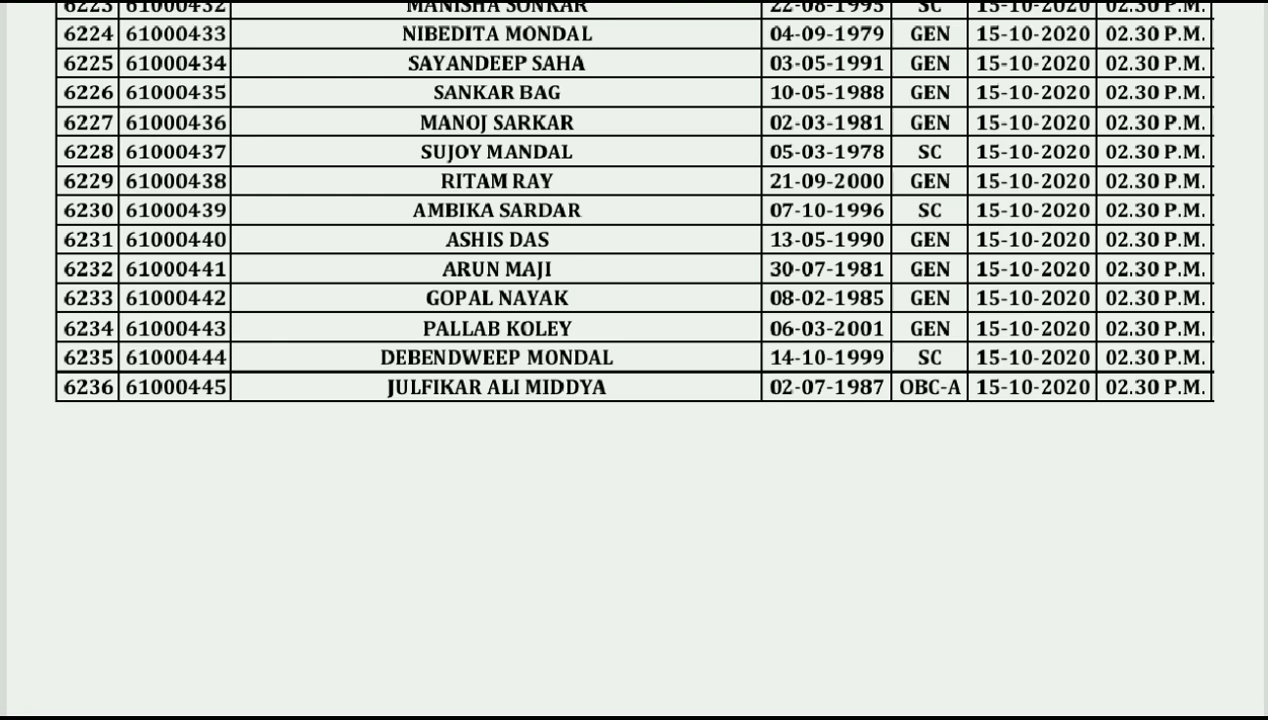 6223 61000432 MANISHA SONKAR 22-08-1995 SC 15-10-2020 02.30 P.M.
6224 61000433 NIBEDITA MONDAL 04-09-1979 GEN 15-10-2020 02.30 P.M.
6225 61000434 SAYANDEEP SAHA 03-05-1991 GEN 15-10-2020 02.30 P.M.
6226 61000435 SANKAR BAG 10-05-1988 GEN 15-10-2020 02.30 P.M.
6227 61000436 MANOJ SARKAR 02-03-1981 GEN 15-10-2020 02.30 P.M.
6228 61000437 SUJOY MANDAL 05-03-1978 SC 15-10-2020 02.30 P.M.
6229 61000438 RITAM RAY 21-09-2000 GEN 15-10-2020 02.30 P.M.
6230 61000439 AMBIKA SARDAR 07-10-1996 SC 15-10-2020 02.30 P.M.
6231 61000440 ASHIS DAS 13-05-1990 GEN 15-10-2020 02.30 P.M.
6232 61000441 ARUN MAJI 30-07-1981 GEN 15-10-2020 02.30 P.M.
6233 61000442 GOPAL NAYAK 08-02-1985 GEN 15-10-2020 02.30 P.M.
6234 61000443 PALLAB KOLEY 06-03-2001 GEN 15-10-2020 02.30 P.M.
6235 61000444 DEBENDWEEP MONDAL 14-10-1999 SC 15-10-2020 02.30 P.M.
6236 61000445 JULFIKAR ALI MIDDYA 02-07-1987 OBC-A 15-10-2020 02.30 P.M.